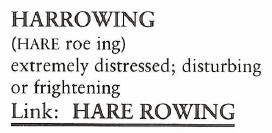 HARROWING
(HARE roe ing)
extremely distressed; disturbing
or frightening
Link: HARE ROWING